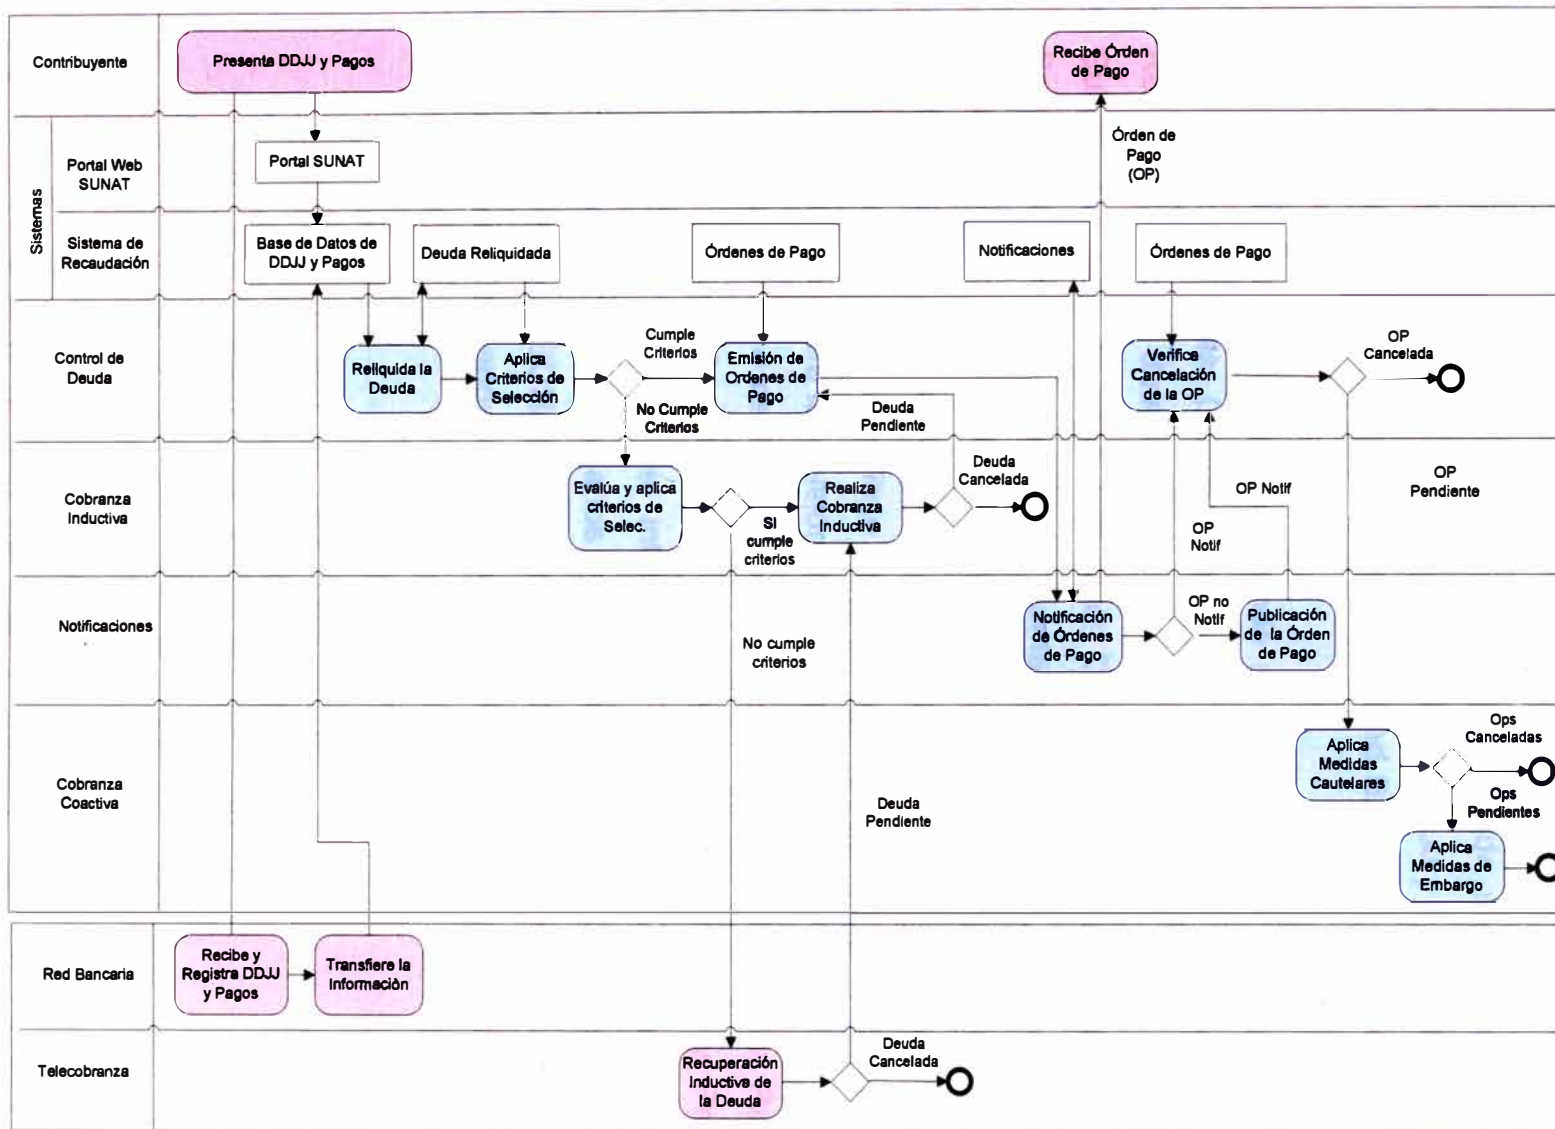 Contribuyente
Presenta DDJJ y Pagos
Recibe Órden
de Pago
Sistemas
Portal Web
SUNAT
Portal SUNAT
Órden de
Pago
(OP)
Sistema de
Recaudación
Base de Datos de
DDJJ y Pagos
Deuda Reliquidada
Órdenes de Pago
Notificaciones
Órdenes de Pago
Control de
Deuda
Reliquida la
Deuda
Aplica
Criterios de
Selección
Cumple
Criterios
No Cumple
Criterios
Emisión de
Ordenes de
Pago
Deuda
Pendiente
Verifica
Cancelación
de la OP
OP
Cancelada
Cobranza
Inductiva
Evalúa y aplica
criterios de
Selec.
SI
cumple
criterios
Realiza
Cobranza
Inductiva
Deuda
Cancelada
OP Notif
OP
Notif
OP
Pendiente
Notificaciones
No cumple
criterios
Notificación
de Órdenes
de Pago
OP no
Notif
Publicación
de la Órden
de Pago
Cobranza
Coactiva
Deuda
Pendiente
Aplica
Medidas
Cautelares
Ops
Canceladas
Ops
Pendientes
Aplica
Medidas de
Embargo
Red Bancaria
Recibe y
Registra DDJJ
y Pagos
Transfiere la
Información
Telecobranza
Recuperación
Inductiva de
la Deuda
Deuda
Cancelada